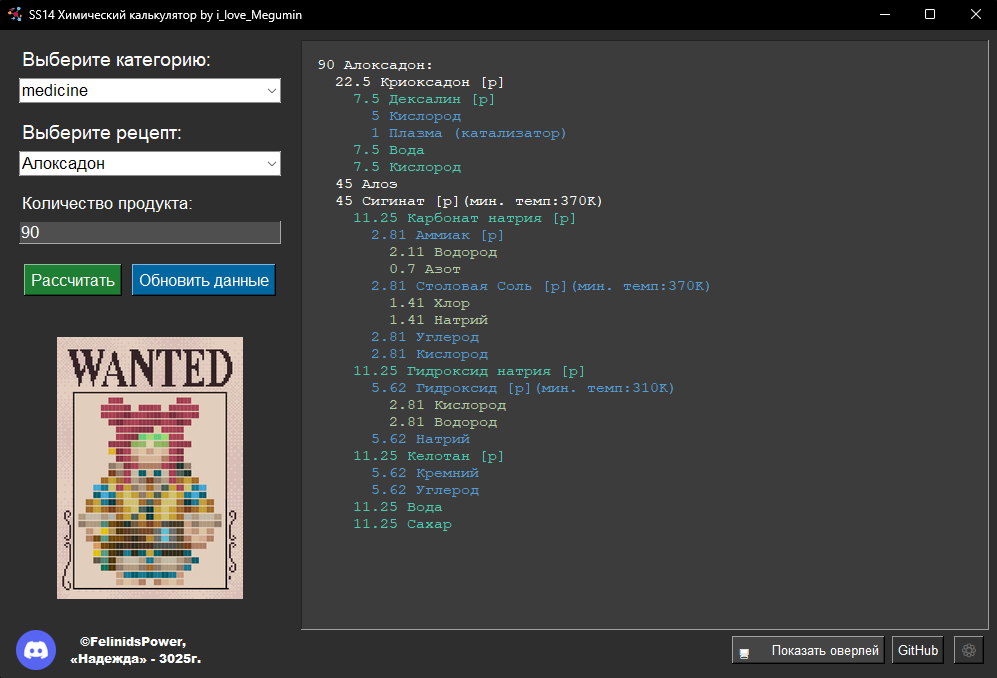 SS14 Химический калькулятор by i_love_Megumin
Выберите категорию:
medicine
Выберите рецепт:
Алоксадон
Количество продукта:
90
Рассчитать
Обновить данные
WANTED
©FelinidsPower,
«Надежда» - 3025г.
90 Алоксадон:
22.5 Криоксадон [р]
7.5 Дексалин [р]
5 Кислород
1 Плазма (катализатор)
7.5 Вода
7.5 Кислород
45 Алоэ
45 Сигинат [р](мин. темп:370K)
11.25 Карбонат натрия [р]
2.81 Аммиак [р]
2.11 Водород
0.7 Азот
2.81 Столовая Соль [р](мин. темп:370K)
1.41 Хлор
1.41 Натрий
2.81 Углерод
2.81 Кислород
11.25 Гидроксид натрия [р]
5.62 Гидроксид [р](мин. темп:310K)
2.81 Кислород
2.81 Водород
5.62 Натрий
11.25 Келотан [р]
5.62 Кремний
5.62 Углерод
11.25 Вода
11.25 Сахар
Показать оверлей
GitHub